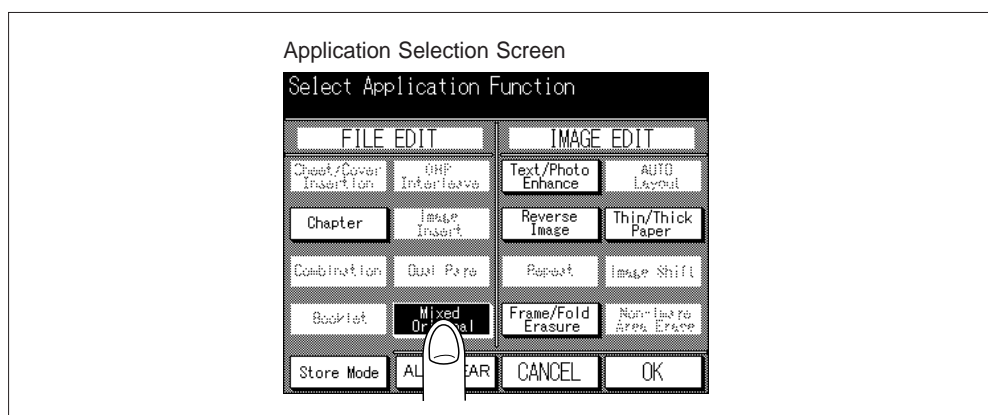 Application Selection Screen
Select Application Function
FILE EDIT
IMAGE EDIT
Sheet/Cover
Insertion
OHP
Interleave
Text/Photo
Enhance
AUTO
Layout
Chapter
Image
Insert
Reverse
Image
Thin/Thick
Paper
Combination
Dual Page
Repeat
Image Shift
Booklet
Mixed
Original
Frame/Fold
Erasure
Non-Image
Area Erase
Store Mode
CANCEL
OK